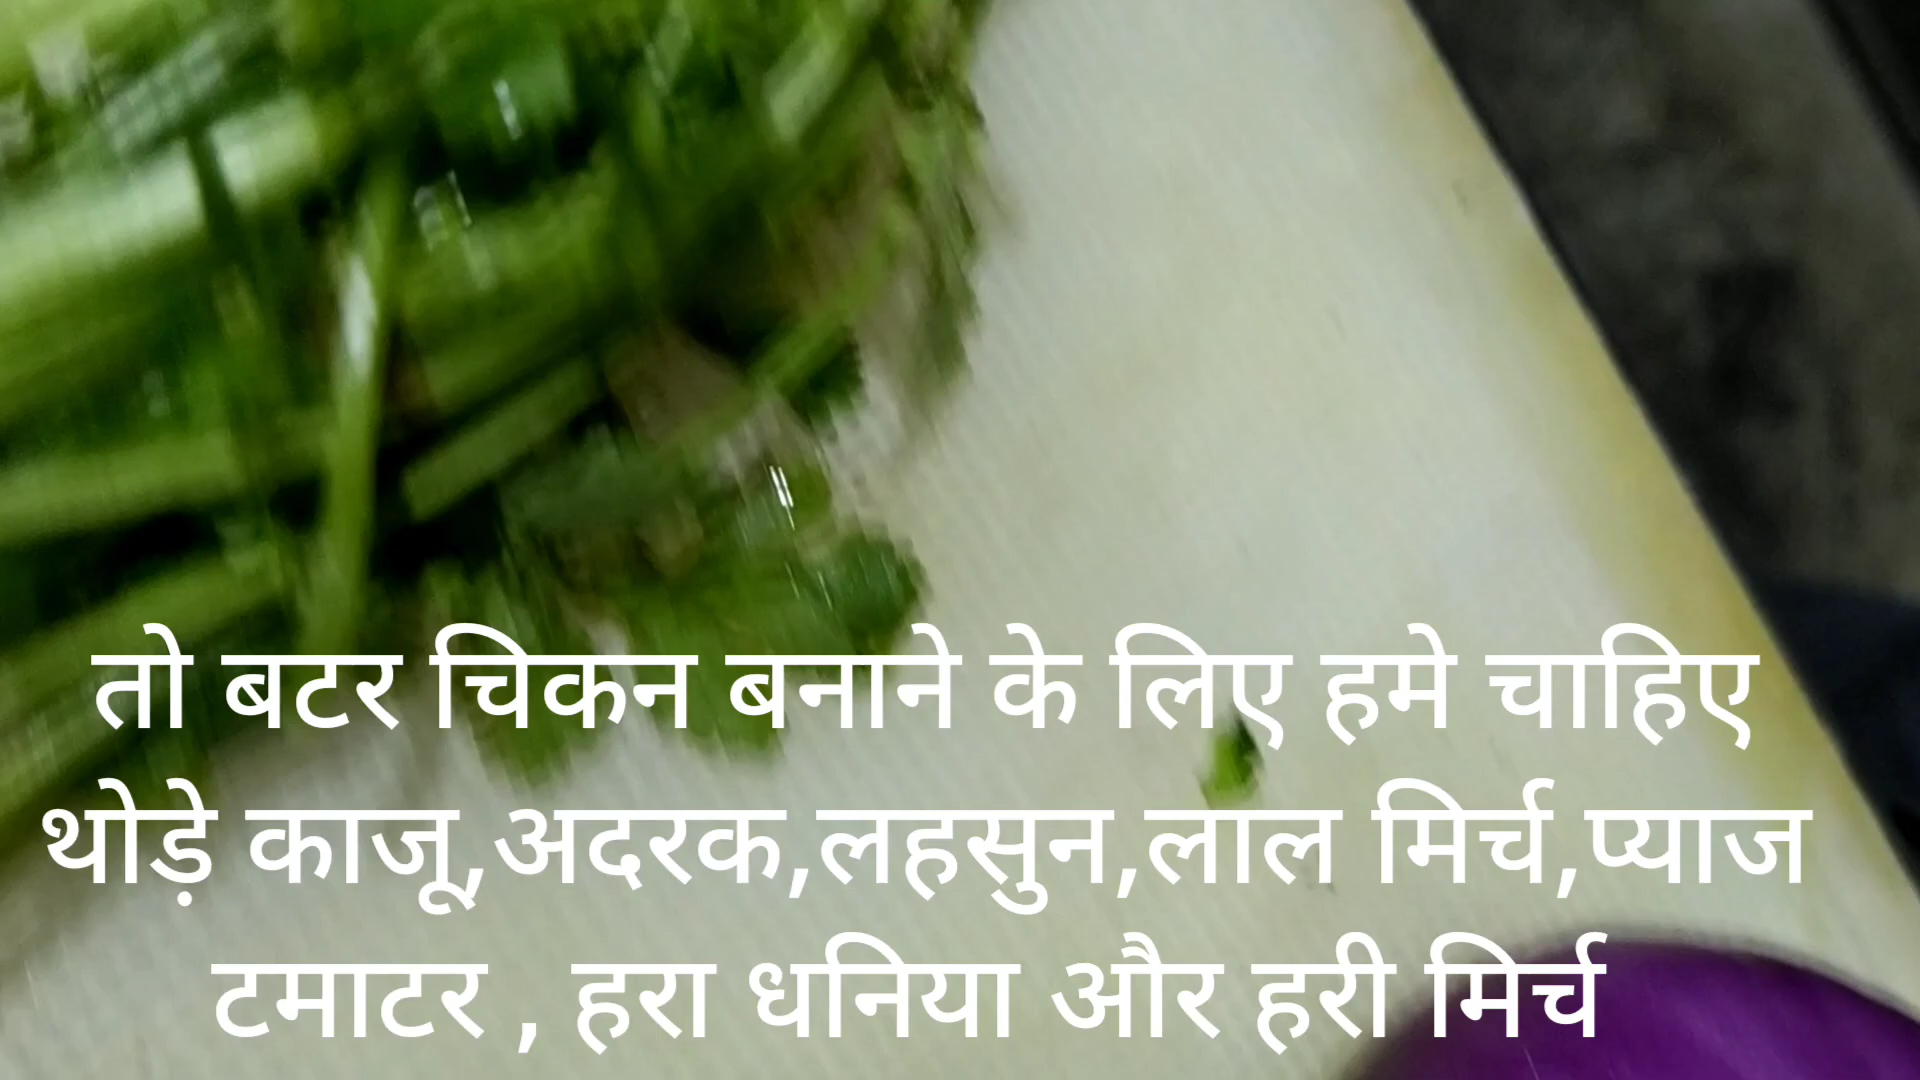 तो बटर चिकन बनाने के लिए हमे चाहिए
थोड़े काजू,अदरक,लहसुन,लाल मिर्च,प्याज
टमाटर , हरा धनिया और हरी मिर्च